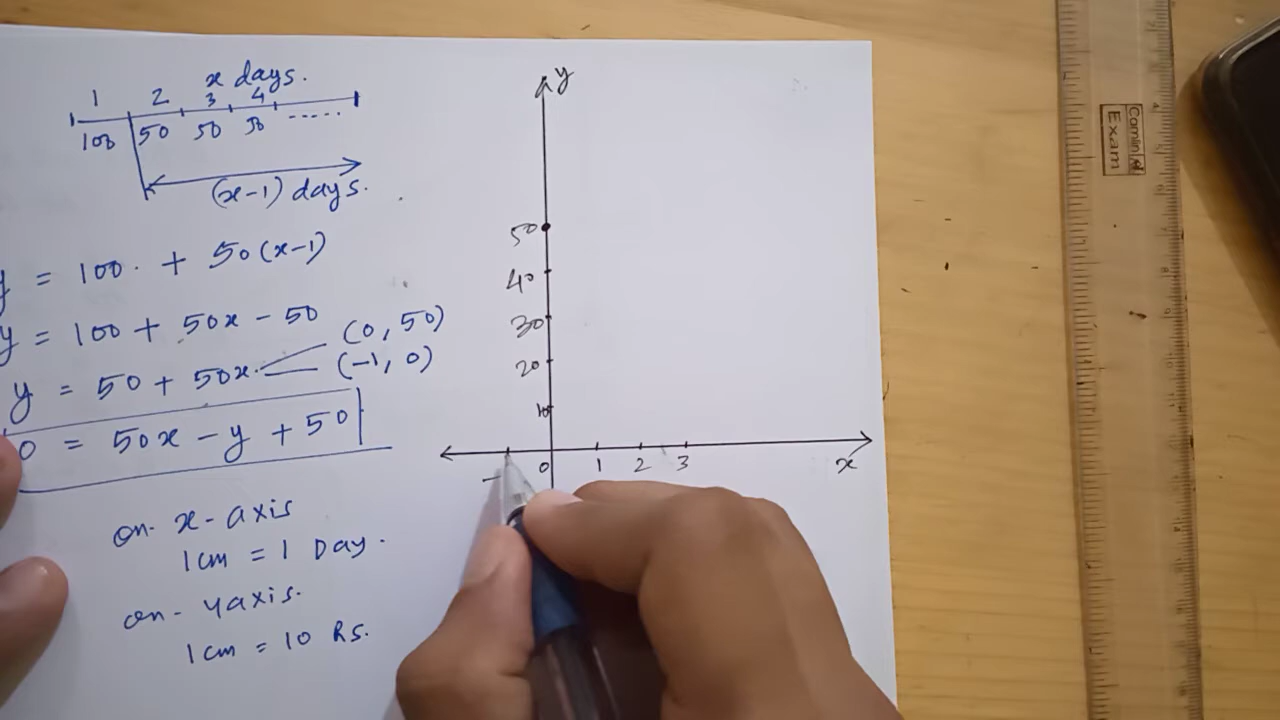 x days.
1 2 3 4
100 50 50 50 .....
(x-1) days.
y = 100 + 50(x-1)
y = 100 + 50x - 50
(0, 50)
y = 50 + 50x
(-1, 0)
0 = 50x - y + 50
on x-axis
1cm = 1 Day.
on - y axis.
1cm = 10 Rs.
y
50
40
30
20
10
0 1 2 3 x
-
Camlin
Exam